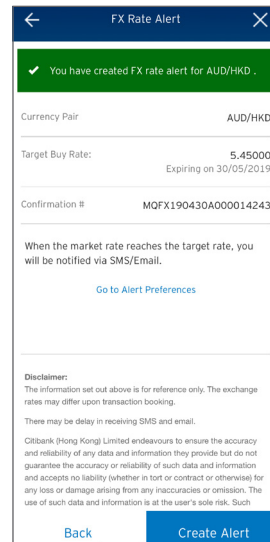 FX Rate Alert
You have created FX rate alert for AUD/HKD .
Currency Pair AUD/HKD
Target Buy Rate: 5.45000
Expiring on 30/05/2019
Confirmation # MQFX190430A000014243
When the market rate reaches the target rate, you
will be notified via SMS/Email.
Go to Alert Preferences
Disclaimer:
The information set out above is for reference only. The exchange
rates may differ upon transaction booking.
There may be delay in receiving SMS and email.
Citibank (Hong Kong) Limited endeavours to ensure the accuracy
and reliability of any data and information they provide but do not
guarantee the accuracy or reliability of such data and information
and accepts no liability (whether in tort or contract or otherwise) for
any loss or damage arising from any inaccuracies or omission. The
use of such data and information is at the user's sole risk. Such
Back Create Alert